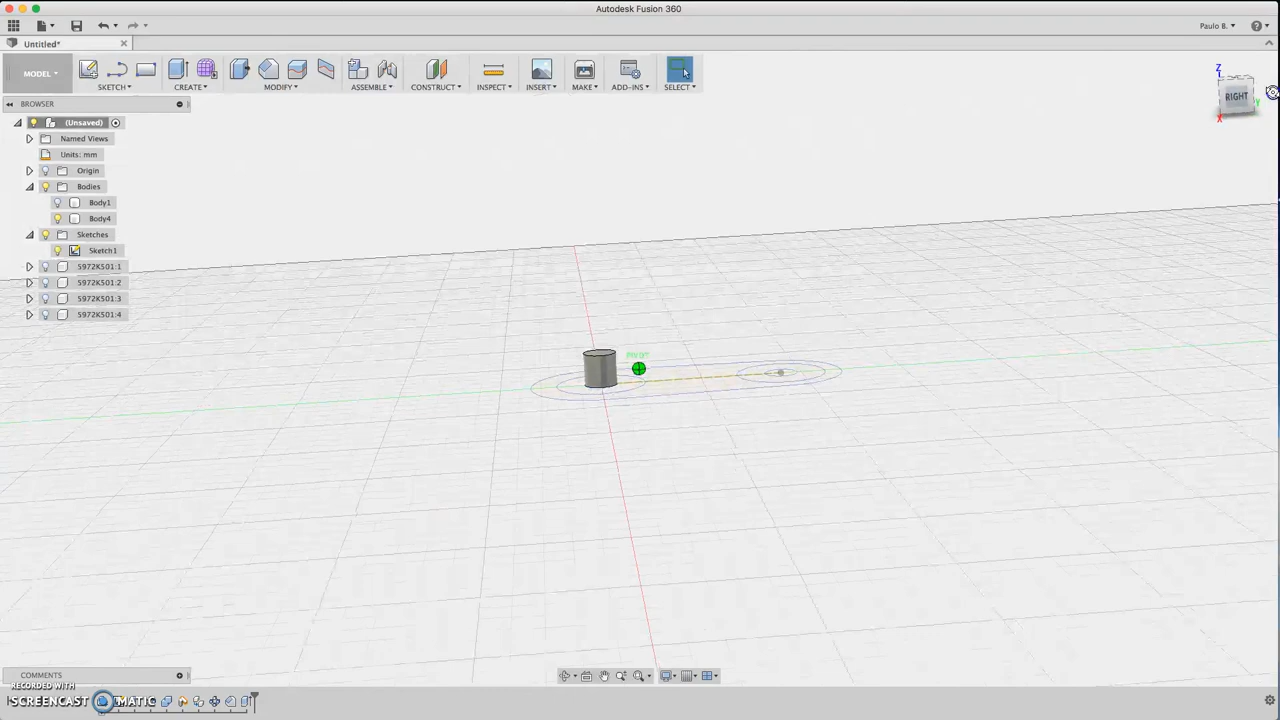 Autodesk Fusion 360
Paulo B.
Untitled*
MODEL
SKETCH
CREATE
MODIFY
ASSEMBLE
CONSTRUCT
INSPECT
INSERT
MAKE
ADD-INS
SELECT
Z
RIGHT
Y
X
BROWSER
(Unsaved)
Named Views
Units: mm
Origin
Bodies
Body1
Body4
Sketches
Sketch1
5972K501:1
5972K501:2
5972K501:3
5972K501:4
PIVOT
COMMENTS
RECORDED WITH
SCREENCAST MATIC